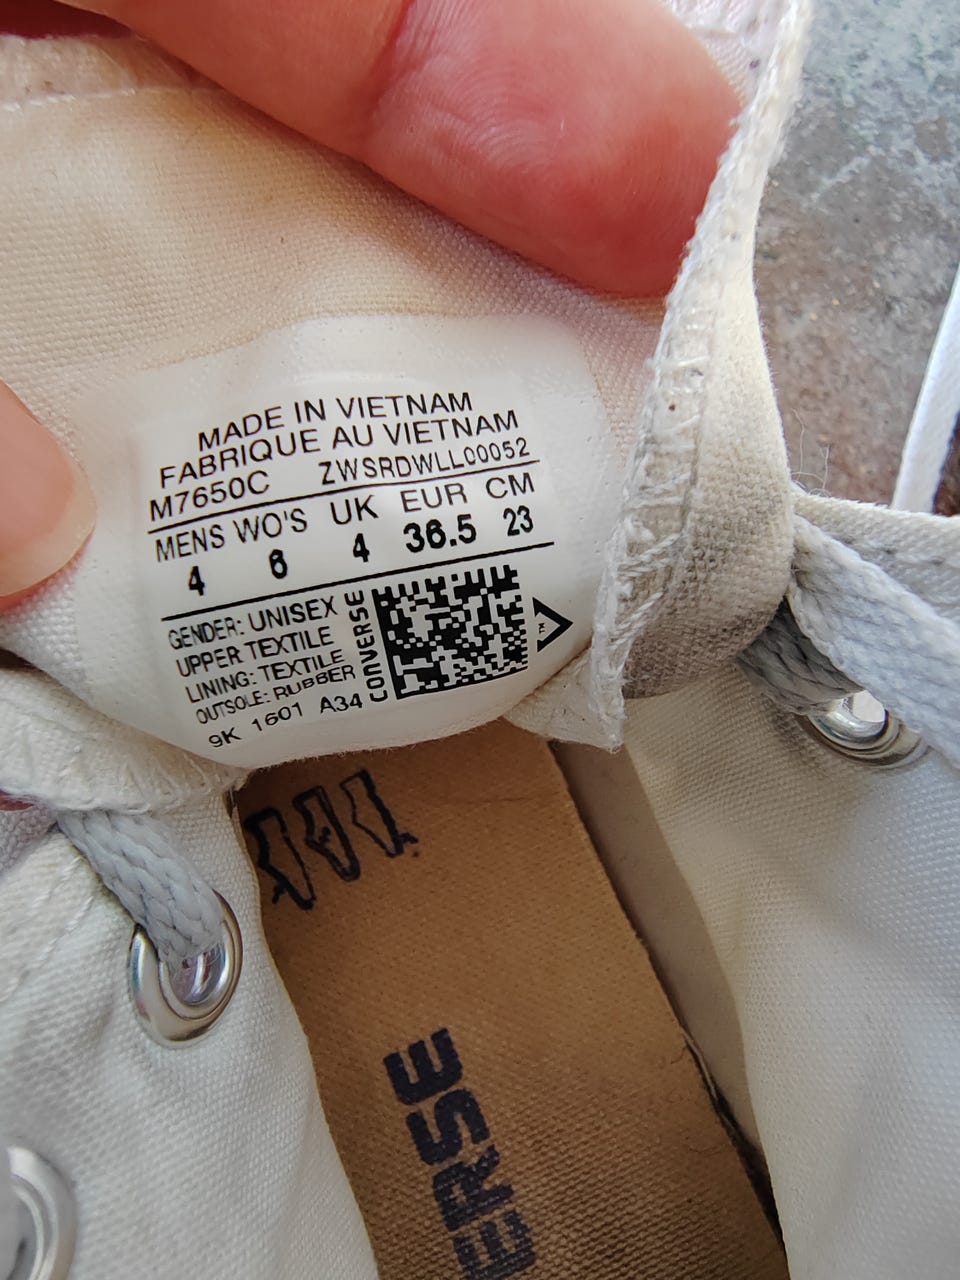 MADE IN VIETNAM
FABRIQUE AU VIETNAM
M7650C ZWSRDWLL00052
MENS WO'S UK EUR CM
4 6 4 36.5 23
GENDER: UNISEX
UPPER TEXTILE
LINING: TEXTILE
OUTSOLE: RUBBER
9K 1601 A34
CONVERSE
TM
ERSE